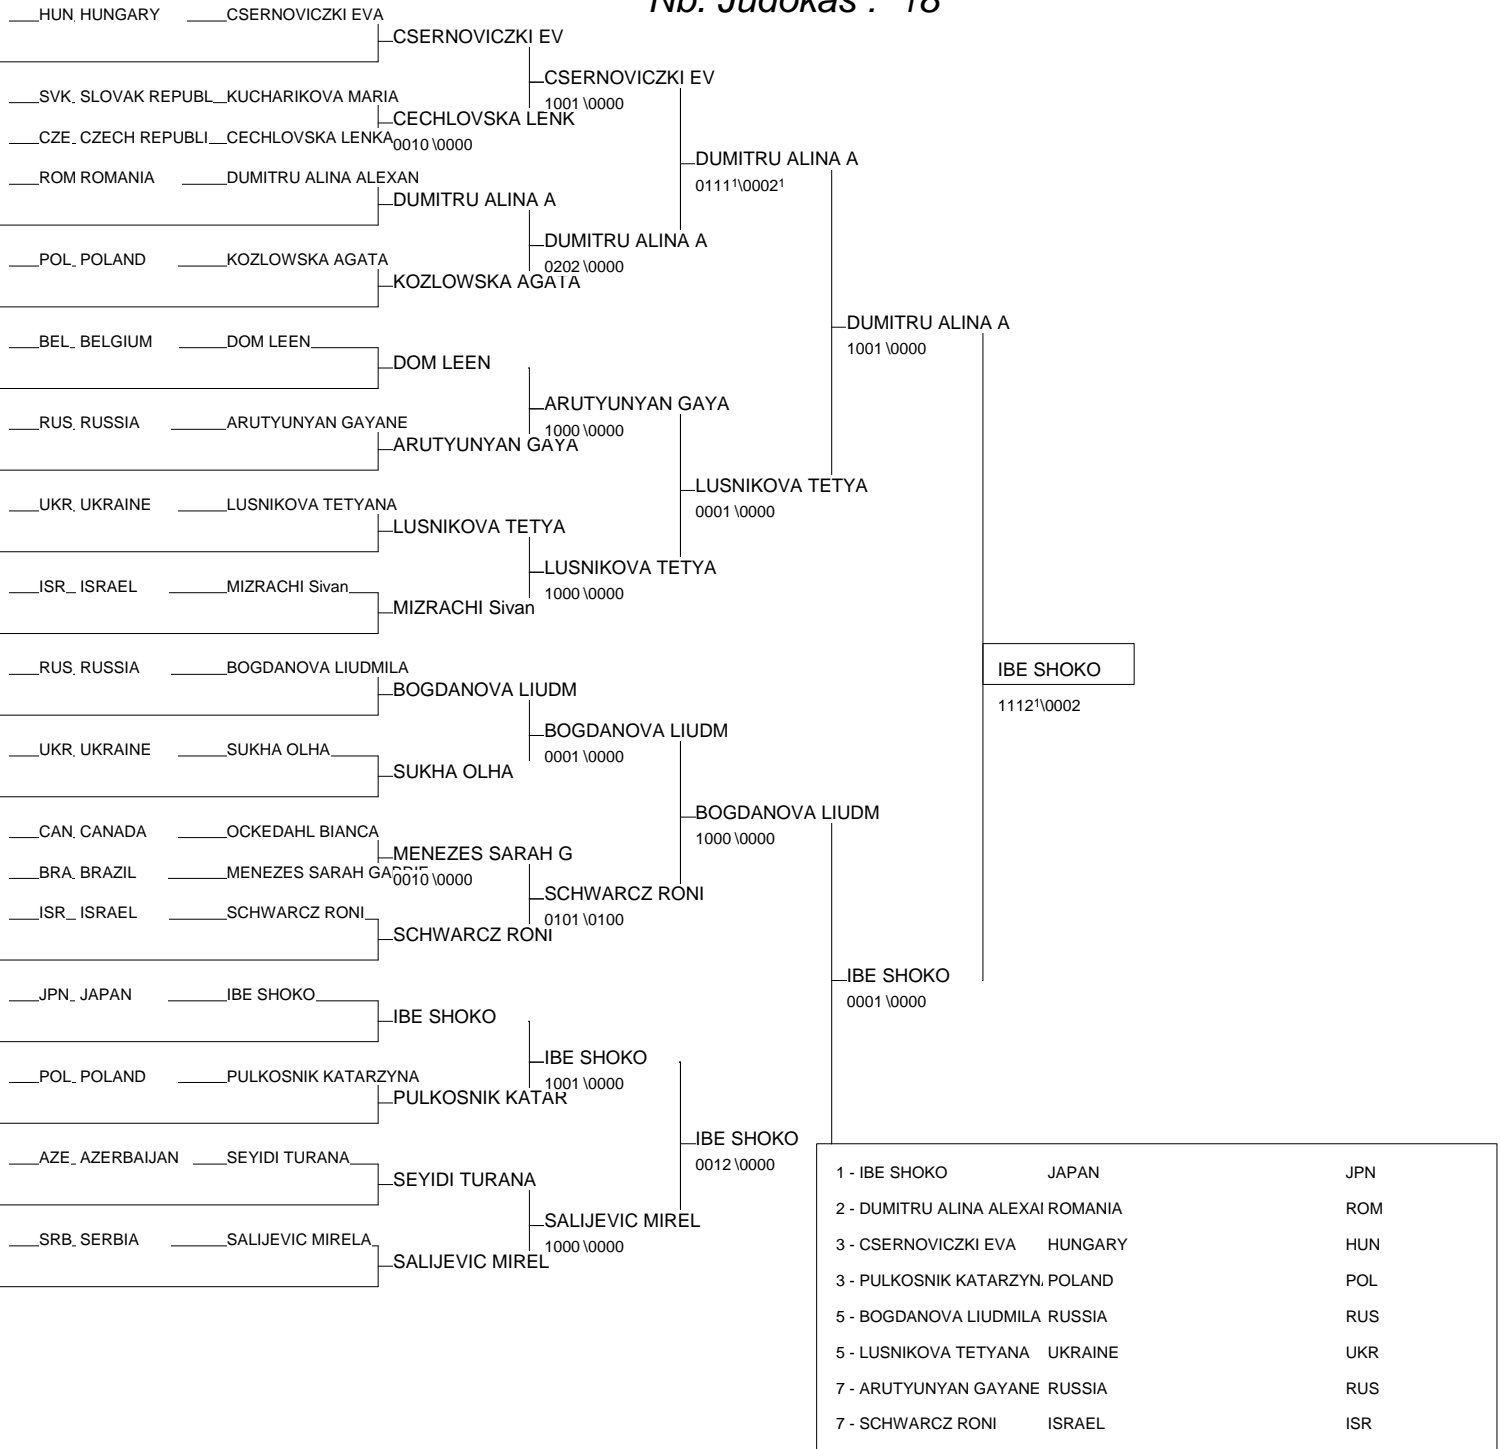 Nb. Judokas : 18
HUN HUNGARY CSERNOVICZKI EVA
CSERNOVICZKI EV
CSERNOVICZKI EV
SVK SLOVAK REPUBL KUCHARIKOVA MARIA
1001 \0000
CECHLOVSKA LENK
CZE CZECH REPUBLI CECHLOVSKA LENKA
0010 \0000
DUMITRU ALINA A
ROM ROMANIA DUMITRU ALINA ALEXAN
0111¹\0002¹
DUMITRU ALINA A
DUMITRU ALINA A
POL POLAND KOZLOWSKA AGATA
0202 \0000
KOZLOWSKA AGATA
DUMITRU ALINA A
BEL BELGIUM DOM LEEN
1001 \0000
DOM LEEN
ARUTYUNYAN GAYA
RUS RUSSIA ARUTYUNYAN GAYANE
1000 \0000
ARUTYUNYAN GAYA
LUSNIKOVA TETYA
UKR UKRAINE LUSNIKOVA TETYANA
0001 \0000
LUSNIKOVA TETYA
LUSNIKOVA TETYA
ISR ISRAEL MIZRACHI Sivan
1000 \0000
MIZRACHI Sivan
RUS RUSSIA BOGDANOVA LIUDMILA
IBE SHOKO
BOGDANOVA LIUDM
1112¹\0002
BOGDANOVA LIUDM
UKR UKRAINE SUKHA OLHA
0001 \0000
SUKHA OLHA
BOGDANOVA LIUDM
CAN CANADA OCKEDAHL BIANCA
1000 \0000
MENEZES SARAH G
BRA BRAZIL MENEZES SARAH GABRIE
0010 \0000
SCHWARCZ RONI
ISR ISRAEL SCHWARCZ RONI
0101 \0100
SCHWARCZ RONI
IBE SHOKO
JPN JAPAN IBE SHOKO
0001 \0000
IBE SHOKO
IBE SHOKO
POL POLAND PULKOSNIK KATARZYNA
1001 \0000
PULKOSNIK KATAR
IBE SHOKO
AZE AZERBAIJAN SEYIDI TURANA
0012 \0000
SEYIDI TURANA
SALIJEVIC MIREL
SRB SERBIA SALIJEVIC MIRELA
1000 \0000
SALIJEVIC MIREL
1 - IBE SHOKO JAPAN JPN
2 - DUMITRU ALINA ALEXAN ROMANIA ROM
3 - CSERNOVICZKI EVA HUNGARY HUN
3 - PULKOSNIK KATARZYNA POLAND POL
5 - BOGDANOVA LIUDMILA RUSSIA RUS
5 - LUSNIKOVA TETYANA UKRAINE UKR
7 - ARUTYUNYAN GAYANE RUSSIA RUS
7 - SCHWARCZ RONI ISRAEL ISR